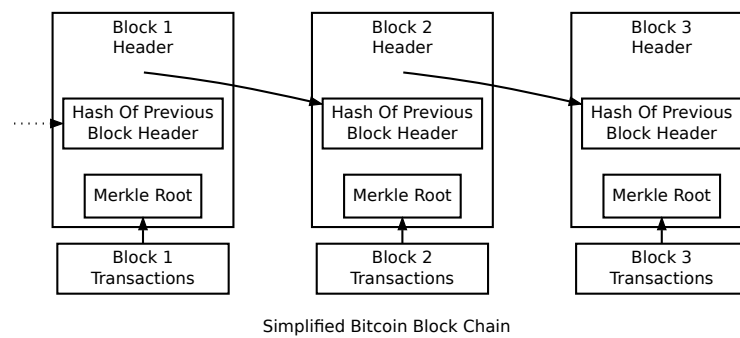 Block 1
Header
Hash Of Previous
Block Header
Merkle Root
Block 1
Transactions
Block 2
Header
Hash Of Previous
Block Header
Merkle Root
Block 2
Transactions
Block 3
Header
Hash Of Previous
Block Header
Merkle Root
Block 3
Transactions
Simplified Bitcoin Block Chain